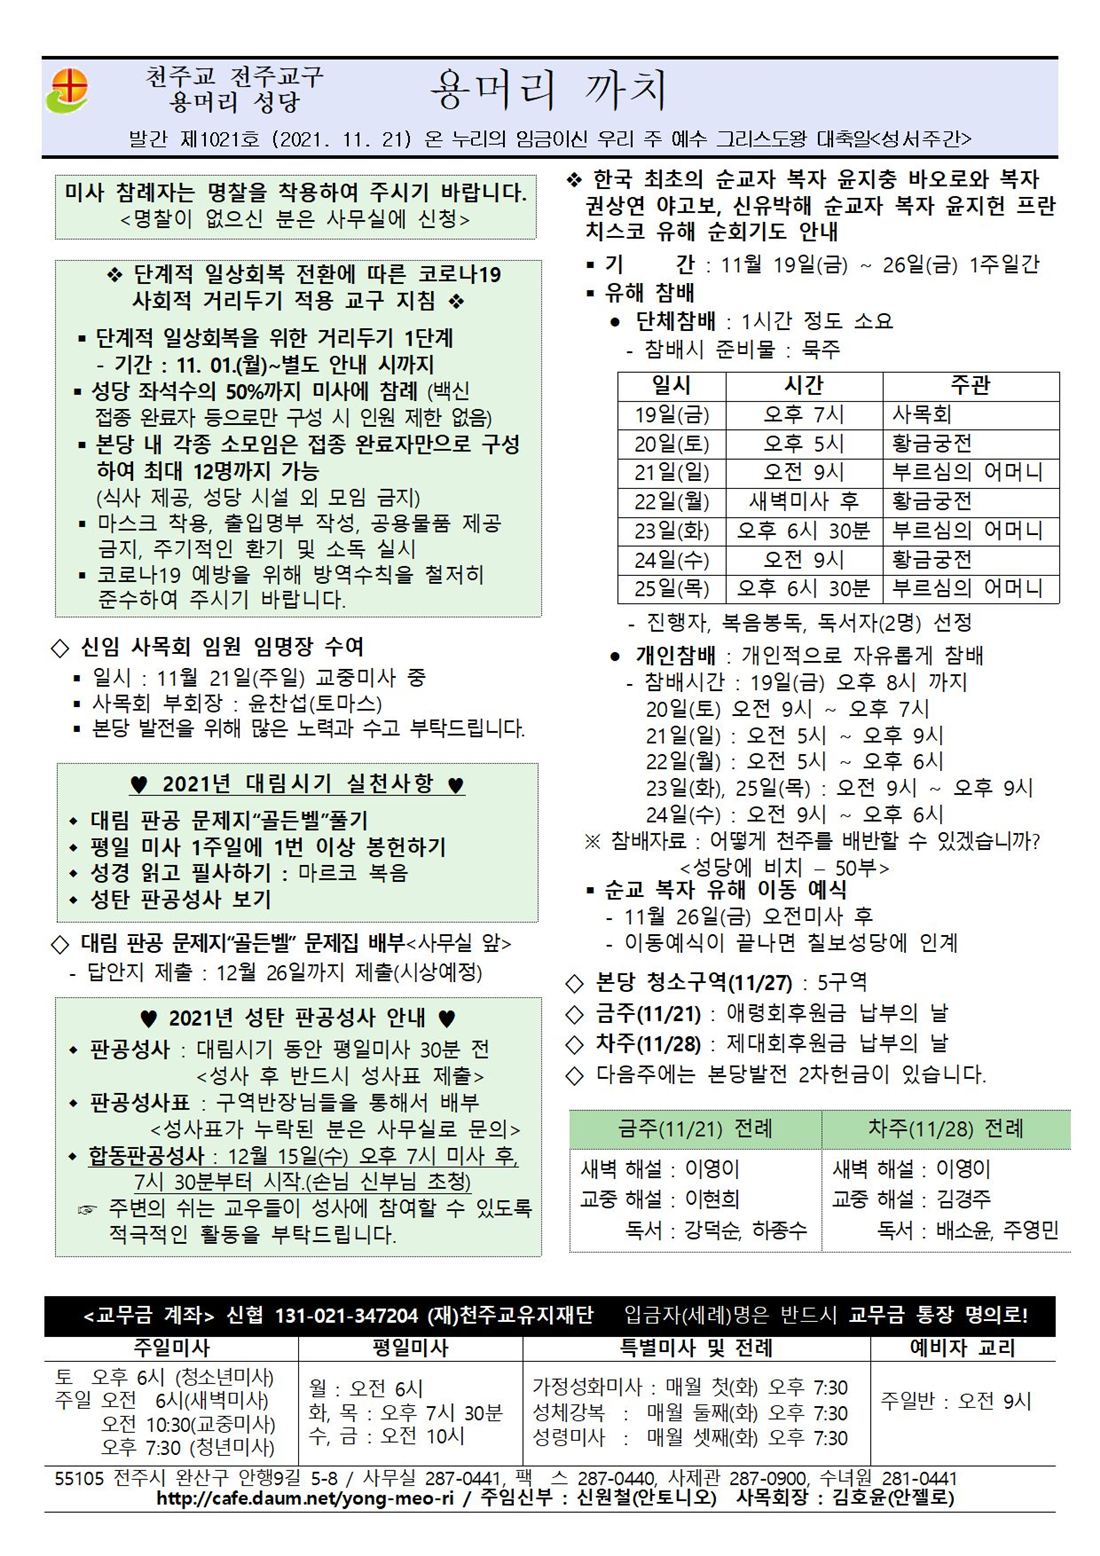 천주교 전주교구
용머리 성당
용머리 까치
발간 제1021호 (2021. 11. 21) 온 누리의 임금이신 우리 주 예수 그리스도왕 대축일<성서주간>
미사 참례자는 명찰을 착용하여 주시기 바랍니다.
<명찰이 없으신 분은 사무실에 신청>
❖ 단계적 일상회복 전환에 따른 코로나19
사회적 거리두기 적용 교구 지침 ❖
▪ 단계적 일상회복을 위한 거리두기 1단계
- 기간 : 11. 01.(월)~별도 안내 시까지
▪ 성당 좌석수의 50%까지 미사에 참례 (백신
접종 완료자 등으로만 구성 시 인원 제한 없음)
▪ 본당 내 각종 소모임은 접종 완료자만으로 구성
하여 최대 12명까지 가능
(식사 제공, 성당 시설 외 모임 금지)
▪ 마스크 착용, 출입명부 작성, 공용물품 제공
금지, 주기적인 환기 및 소독 실시
▪ 코로나19 예방을 위해 방역수칙을 철저히
준수하여 주시기 바랍니다.
◇ 신임 사목회 임원 임명장 수여
▪ 일시 : 11월 21일(주일) 교중미사 중
▪ 사목회 부회장 : 윤찬섭(토마스)
▪ 본당 발전을 위해 많은 노력과 수고 부탁드립니다.
♥ 2021년 대림시기 실천사항 ♥
◆ 대림 판공 문제지“골든벨”풀기
◆ 평일 미사 1주일에 1번 이상 봉헌하기
◆ 성경 읽고 필사하기 : 마르코 복음
◆ 성탄 판공성사 보기
◇ 대림 판공 문제지“골든벨” 문제집 배부<사무실 앞>
- 답안지 제출 : 12월 26일까지 제출(시상예정)
♥ 2021년 성탄 판공성사 안내 ♥
◆ 판공성사 : 대림시기 동안 평일미사 30분 전
<성사 후 반드시 성사표 제출>
◆ 판공성사표 : 구역반장님들을 통해서 배부
<성사표가 누락된 분은 사무실로 문의>
◆ 합동판공성사 : 12월 15일(수) 오후 7시 미사 후,
7시 30분부터 시작.(손님 신부님 초청)
☞ 주변의 쉬는 교우들이 성사에 참여할 수 있도록
적극적인 활동을 부탁드립니다.
❖ 한국 최초의 순교자 복자 윤지충 바오로와 복자
권상연 야고보, 신유박해 순교자 복자 윤지헌 프란
치스코 유해 순회기도 안내
▪ 기 간 : 11월 19일(금) ~ 26일(금) 1주일간
▪ 유해 참배
● 단체참배 : 1시간 정도 소요
- 참배시 준비물 : 묵주
일시 시간 주관
19일(금) 오후 7시 사목회
20일(토) 오후 5시 황금궁전
21일(일) 오전 9시 부르심의 어머니
22일(월) 새벽미사 후 황금궁전
23일(화) 오후 6시 30분 부르심의 어머니
24일(수) 오전 9시 황금궁전
25일(목) 오후 6시 30분 부르심의 어머니
- 진행자, 복음봉독, 독서자(2명) 선정
● 개인참배 : 개인적으로 자유롭게 참배
- 참배시간 : 19일(금) 오후 8시 까지
20일(토) 오전 9시 ~ 오후 7시
21일(일) : 오전 5시 ~ 오후 9시
22일(월) : 오전 5시 ~ 오후 6시
23일(화), 25일(목) : 오전 9시 ~ 오후 9시
24일(수) : 오전 9시 ~ 오후 6시
※ 참배자료 : 어떻게 천주를 배반할 수 있겠습니까?
<성당에 비치 – 50부>
▪ 순교 복자 유해 이동 예식
- 11월 26일(금) 오전미사 후
- 이동예식이 끝나면 칠보성당에 인계
◇ 본당 청소구역(11/27) : 5구역
◇ 금주(11/21) : 애령회후원금 납부의 날
◇ 차주(11/28) : 제대회후원금 납부의 날
◇ 다음주에는 본당발전 2차헌금이 있습니다.
금주(11/21) 전례 차주(11/28) 전례
새벽 해설 : 이영이 새벽 해설 : 이영이
교중 해설 : 이현희 교중 해설 : 김경주
독서 : 강덕순, 하종수 독서 : 배소윤, 주영민
<교무금 계좌> 신협 131-021-347204 (재)천주교유지재단 입금자(세례)명은 반드시 교무금 통장 명의로!
주일미사 평일미사 특별미사 및 전례 예비자 교리
토 오후 6시 (청소년미사)
주일 오전 6시(새벽미사)
오전 10:30(교중미사)
오후 7:30 (청년미사)
월 : 오전 6시
화, 목 : 오후 7시 30분
수, 금 : 오전 10시
가정성화미사 : 매월 첫(화) 오후 7:30
성체강복 : 매월 둘째(화) 오후 7:30
성령미사 : 매월 셋째(화) 오후 7:30
주일반 : 오전 9시
55105 전주시 완산구 안행9길 5-8 / 사무실 287-0441, 팩 스 287-0440, 사제관 287-0900, 수녀원 281-0441
http://cafe.daum.net/yong-meo-ri / 주임신부 : 신원철(안토니오) 사목회장 : 김호윤(안젤로)